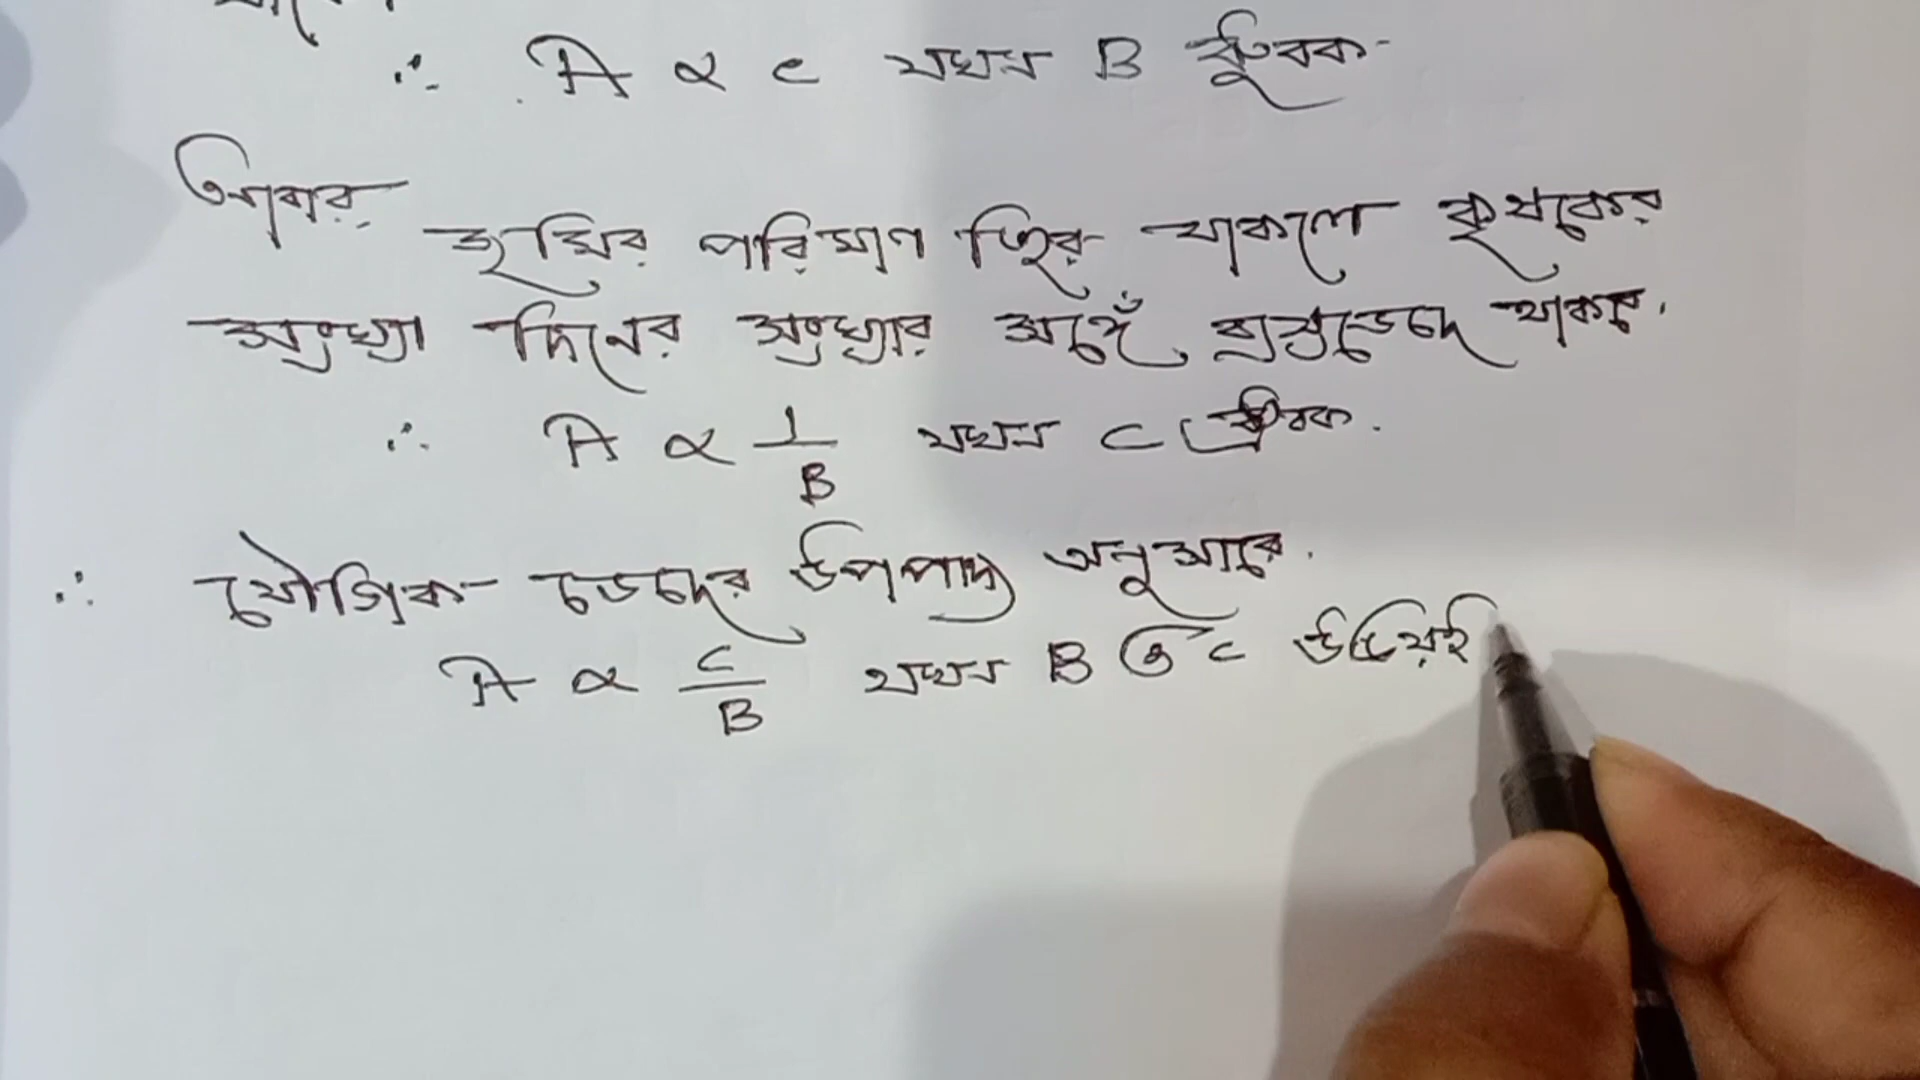 ∴ A ∝ C যখন B ধ্রুবক
আবার
জমির পরিমাণ স্থির থাকলে কৃষকের
সংখ্যা দিনের সংখ্যার সঙ্গে ব্যস্তভেদে থাকবে.
∴ A ∝ 1/B যখন C ধ্রুবক.
∴ যৌগিক ভেদের উপপাদ্য অনুসারে.
A ∝ C/B যখন B ও C উভয়ই